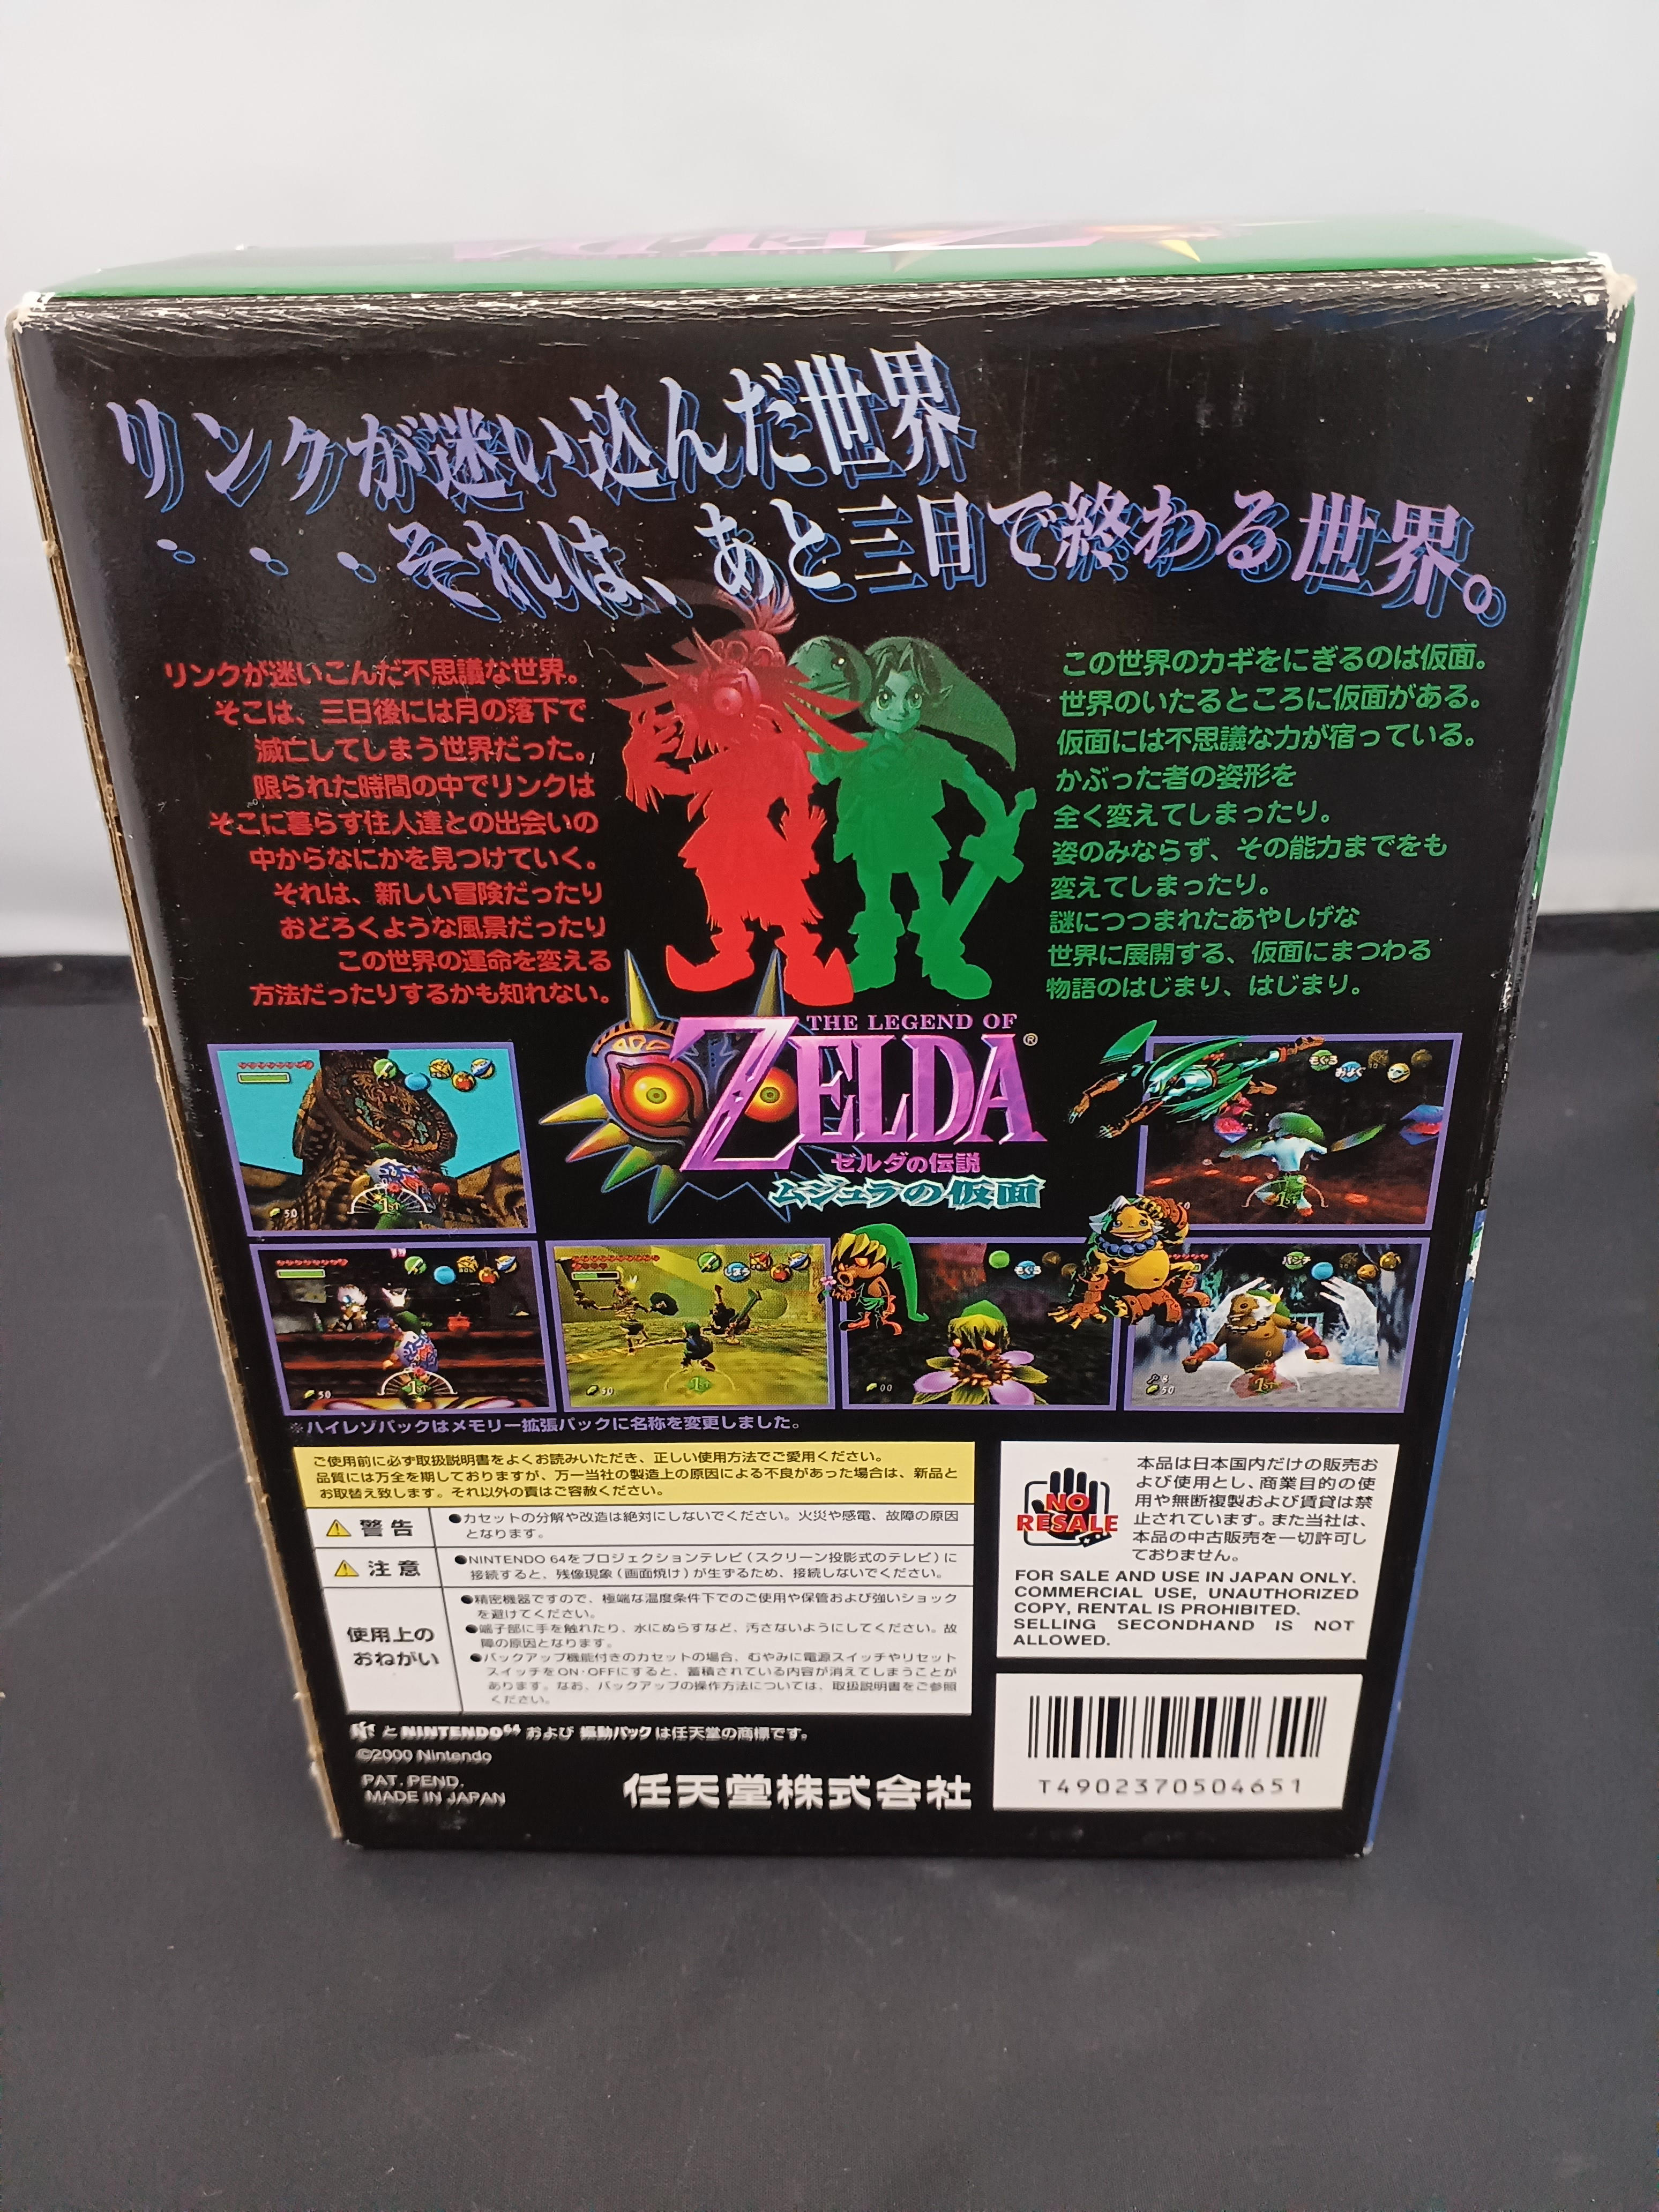 リンクが迷い込んだ世界
・・・それは、あと三日で終わる世界。
リンクが迷いこんだ不思議な世界。
そこは、三日後には月の落下で
滅亡してしまう世界だった。
限られた時間の中でリンクは
そこに暮らす住人達との出会いの
中からなにかを見つけていく。
それは、新しい冒険だったり
おどろくような風景だったり
この世界の運命を変える
方法だったりするかも知れない。
この世界のカギをにぎるのは仮面。
世界のいたるところに仮面がある。
仮面には不思議な力が宿っている。
かぶった者の姿形を
全く変えてしまったり。
姿のみならず、その能力までをも
変えてしまったり。
謎につつまれたあやしげな
世界に展開する、仮面にまつわる
物語のはじまり、はじまり。
THE LEGEND OF
ZELDA®
ゼルダの伝説
ムジュラの仮面
※ハイレゾパックはメモリー拡張パックに名称を変更しました。
ご使用前に必ず取扱説明書をよくお読みいただき、正しい使用方法でご愛用ください。
品質には万全を期しておりますが、万一当社の製造上の原因による不良があった場合は、新品と
お取替え致します。それ以外の責はご容赦ください。
警告
●カセットの分解や改造は絶対にしないでください。火災や感電、故障の原因
となります。
注意
●NINTENDO 64をプロジェクションテレビ(スクリーン投影式のテレビ)に
接続すると、残像現象(画面焼け)が生ずるため、接続しないでください。
使用上の
おねがい
●精密機器ですので、極端な温度条件下でのご使用や保管および強いショック
を避けてください。
●端子部に手を触れたり、水にぬらすなど、汚さないようにしてください。故
障の原因となります。
●バックアップ機能付きのカセットの場合、むやみに電源スイッチやリセット
スイッチをON・OFFにすると、蓄積されている内容が消えてしまうことが
あります。なお、バックアップの操作方法については、取扱説明書をご参照
ください。
と NINTENDO64 および 振動パック は任天堂の商標です。
©2000 Nintendo
PAT. PEND.
MADE IN JAPAN
任天堂株式会社
NO
RESALE
本品は日本国内だけの販売お
よび使用とし、商業目的の使
用や無断複製および賃貸は禁
止されています。また当社は、
本品の中古販売を一切許可し
ておりません。
FOR SALE AND USE IN JAPAN ONLY.
COMMERCIAL USE, UNAUTHORIZED
COPY, RENTAL IS PROHIBITED.
SELLING SECONDHAND IS NOT
ALLOWED.
T4902370504651